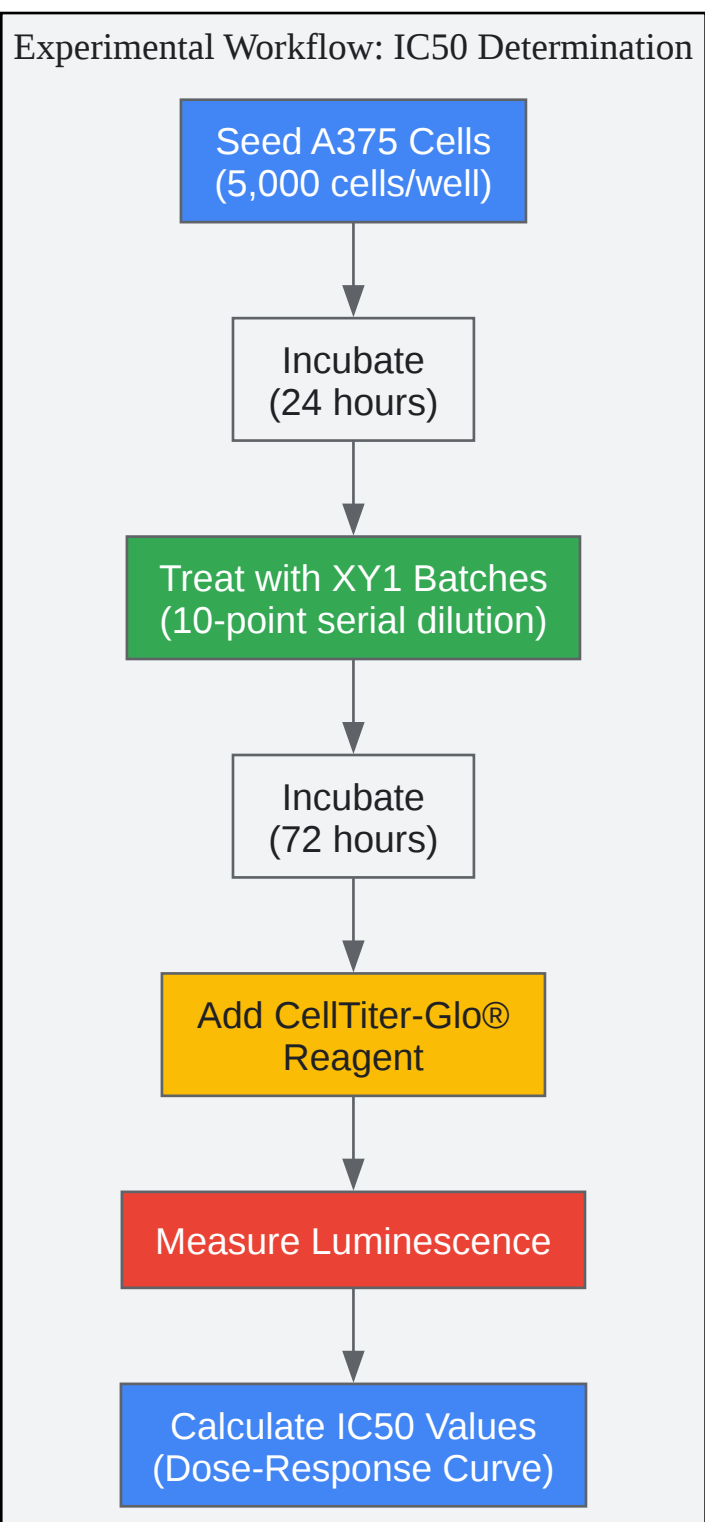 Experimental Workflow: IC50 Determination
Seed A375 Cells
(5,000 cells/well)
Incubate
(24 hours)
Treat with XY1 Batches
(10-point serial dilution)
Incubate
(72 hours)
Add CellTiter-Glo®
Reagent
Measure Luminescence
Calculate IC50 Values
(Dose-Response Curve)